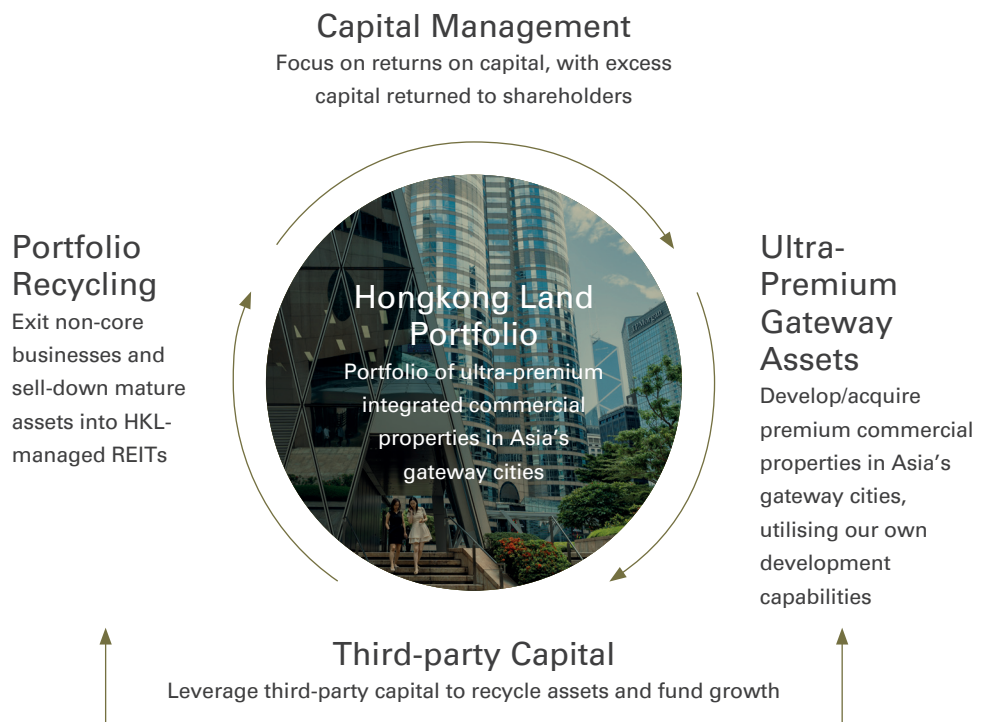 Capital Management
Focus on returns on capital, with excess
capital returned to shareholders
Portfolio
Recycling
Exit non-core
businesses and
sell-down mature
assets into HKL-
managed REITs
Hongkong Land
Portfolio
Portfolio of ultra-premium
integrated commercial
properties in Asia’s
gateway cities
Ultra-
Premium
Gateway
Assets
Develop/acquire
premium commercial
properties in Asia’s
gateway cities,
utilising our own
development
capabilities
Third-party Capital
Leverage third-party capital to recycle assets and fund growth